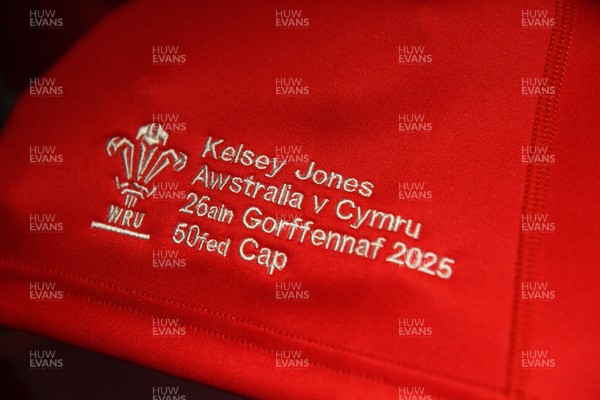 Kelsey Jones
Awstralia v Cymru
26ain Gorffennaf 2025
50fed Cap
WRU
HUW EVANS